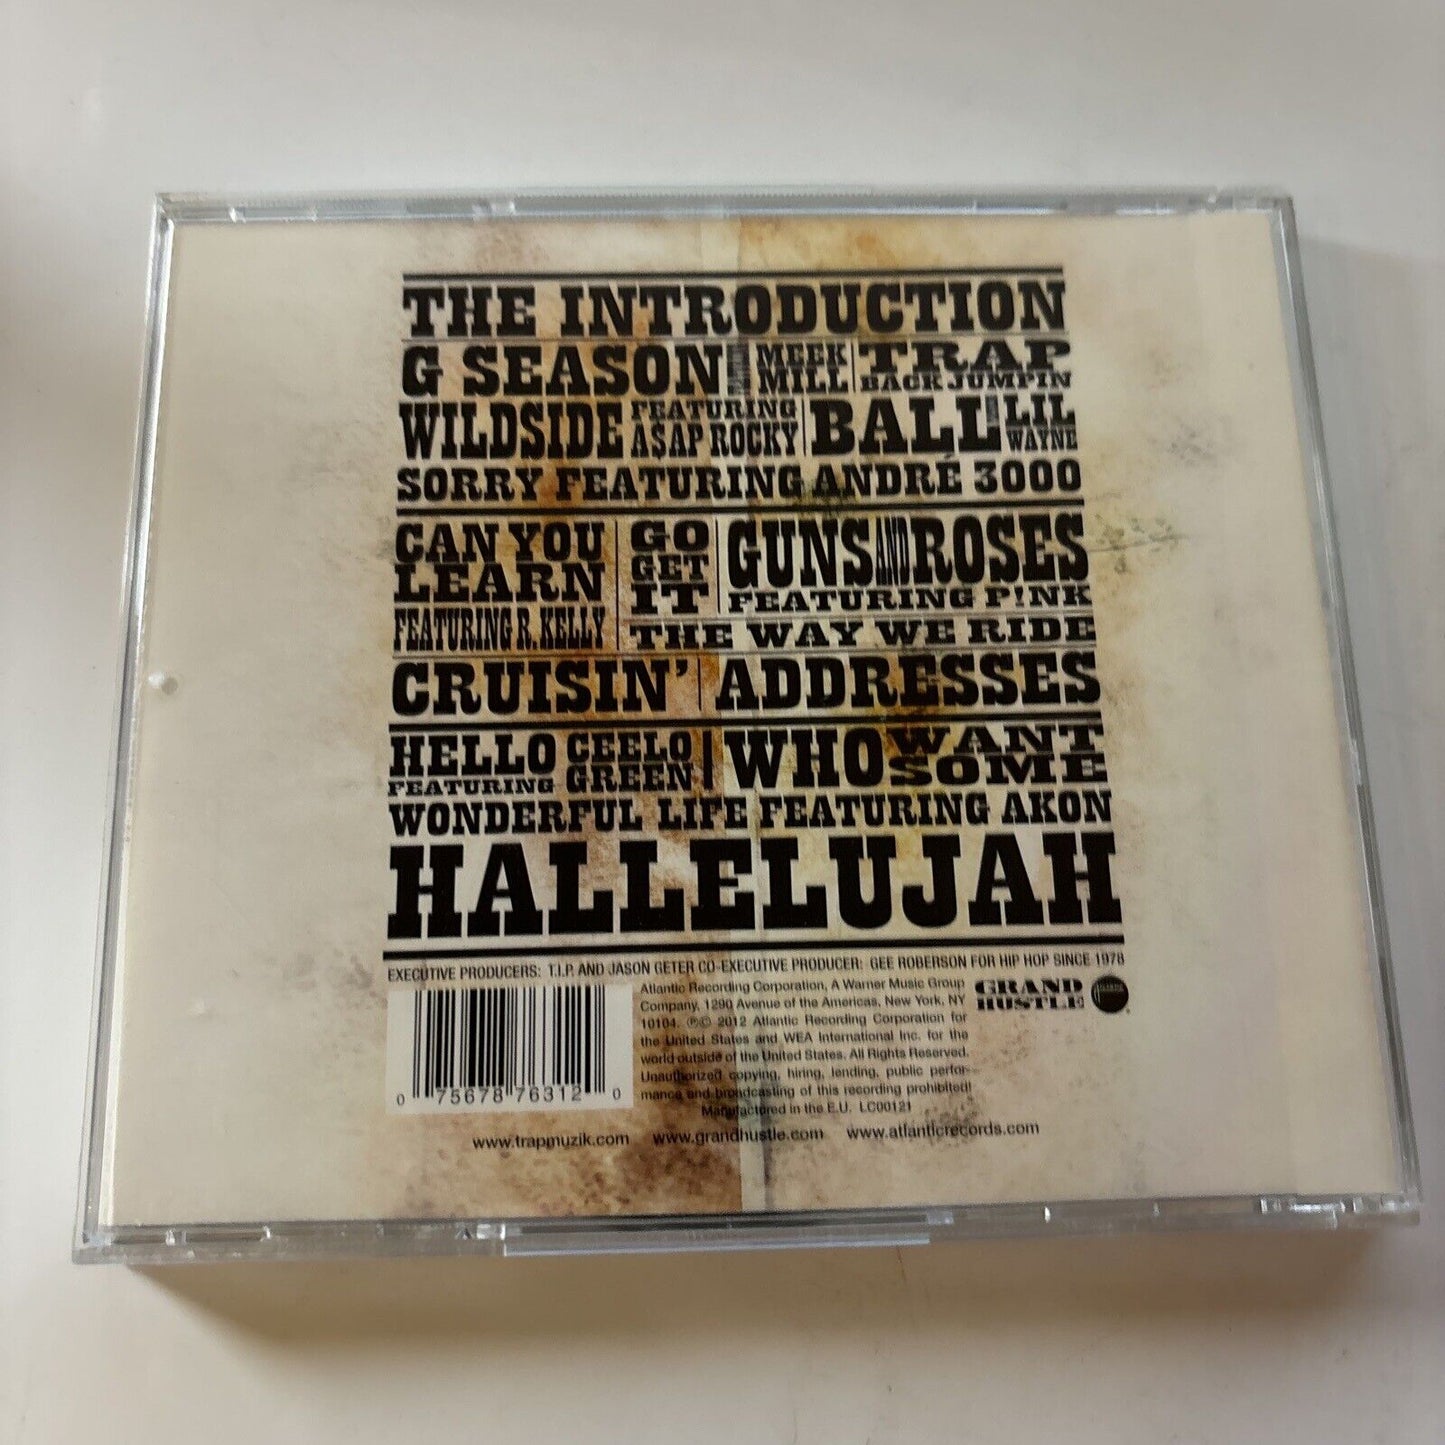 THE INTRODUCTION
G SEASON FEATURING MEEK MILL
TRAP BACK JUMPIN
WILDSIDE FEATURING A$AP ROCKY
BALL FEATURING LIL WAYNE
SORRY FEATURING ANDRÉ 3000
CAN YOU LEARN FEATURING R. KELLY
GO GET IT
GUNS AND ROSES FEATURING P!NK
THE WAY WE RIDE
CRUISIN'
ADDRESSES
HELLO FEATURING CEELO GREEN
WHO WANT SOME
WONDERFUL LIFE FEATURING AKON
HALLELUJAH
EXECUTIVE PRODUCERS: T.I.P. AND JASON GETER CO-EXECUTIVE PRODUCER: GEE ROBERSON FOR HIP HOP SINCE 1978
Atlantic Recording Corporation, A Warner Music Group
Company, 1290 Avenue of the Americas, New York, NY
10104. ℗© 2012 Atlantic Recording Corporation for
the United States and WEA International Inc. for the
world outside of the United States. All Rights Reserved.
Unauthorized copying, hiring, lending, public perfor-
mance and broadcasting of this recording prohibited!
Manufactored in the E.U. LC00121
GRAND
HUSTLE
0 75678 76312 0
www.trapmuzik.com www.grandhustle.com www.atlanticrecords.com